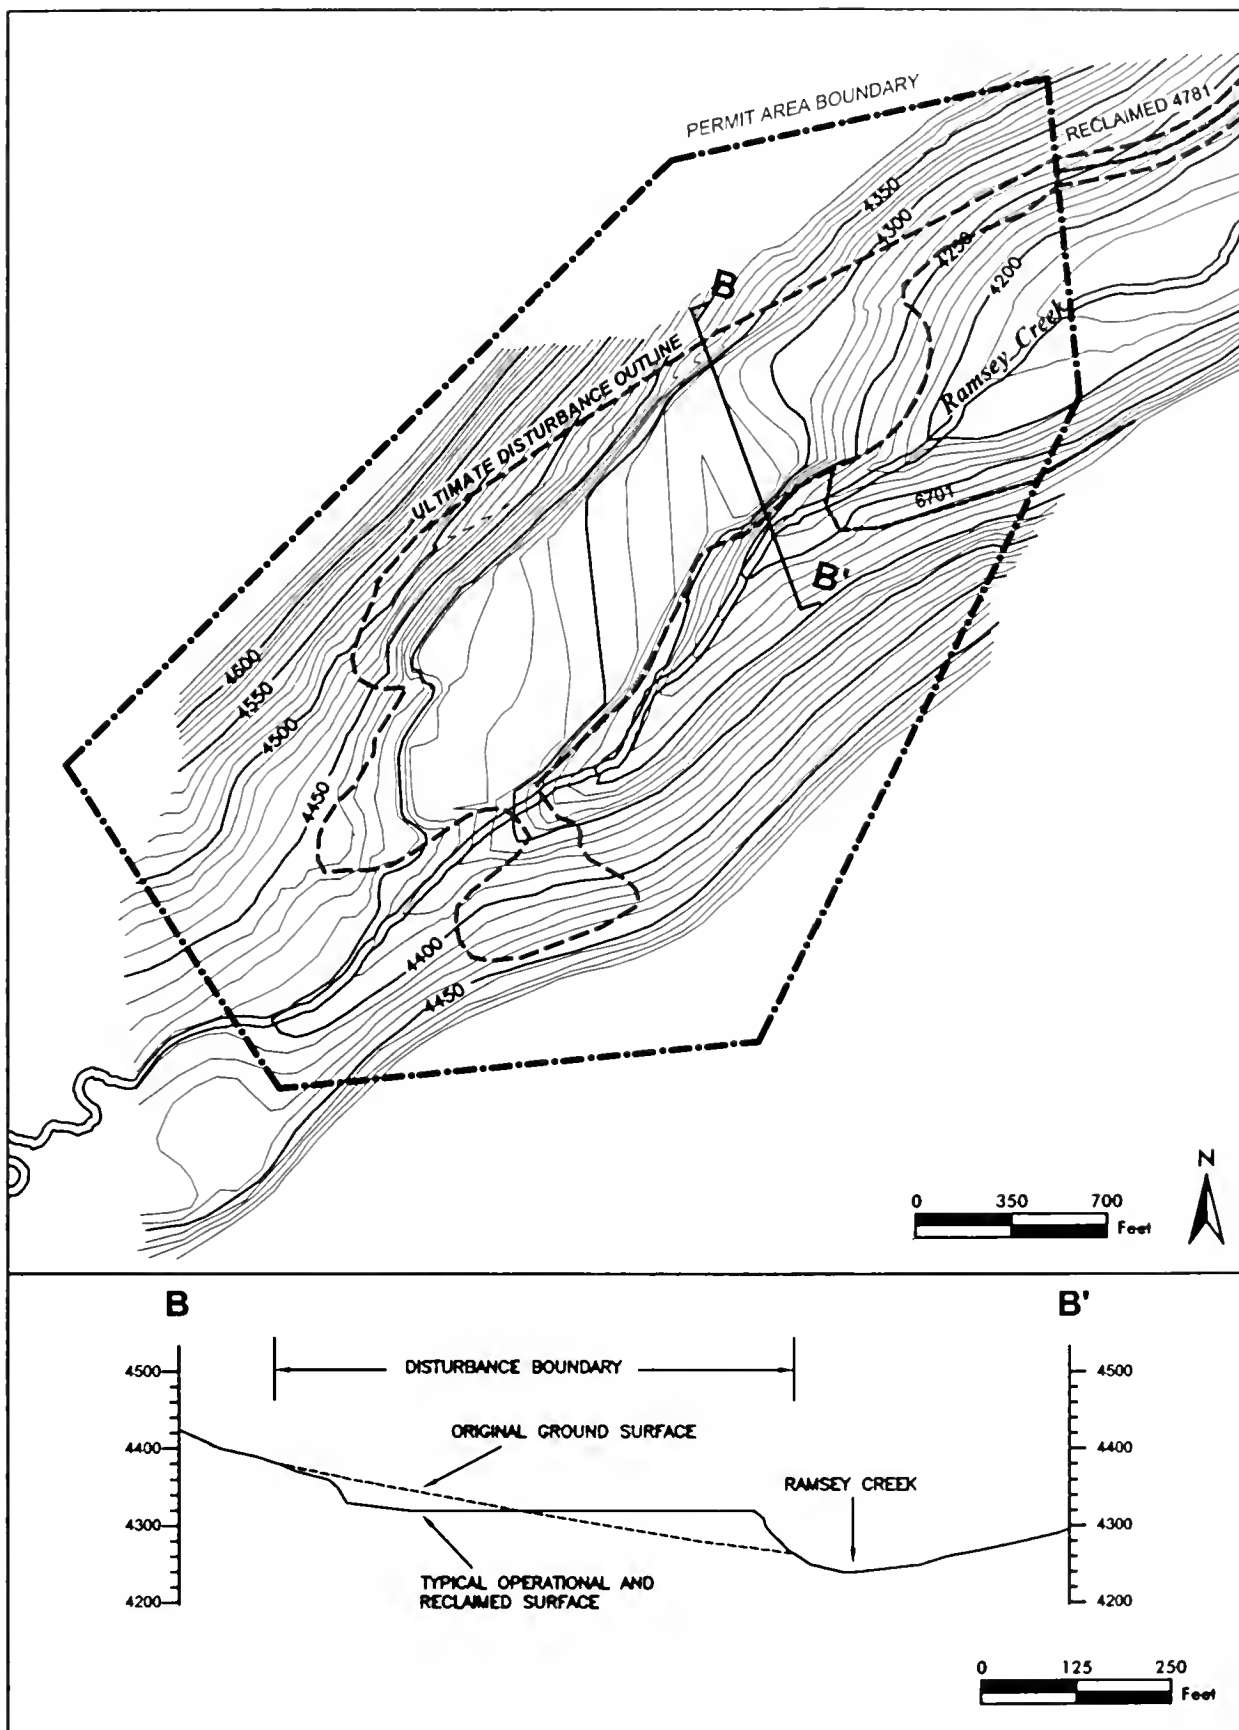 PERMIT AREA BOUNDARY
RECLAIMED 4781
4350
4300
4250
4200
Ramsey Creek
B
ULTIMATE DISTURBANCE OUTLINE
6701
B'
4600
4550
4500
4450
4400
4450
N
0 350 700
Feet
B B'
4500 DISTURBANCE BOUNDARY 4500
ORIGINAL GROUND SURFACE
4400 4400
RAMSEY CREEK
4300 4300
TYPICAL OPERATIONAL AND
RECLAIMED SURFACE
4200 4200
0 125 250
Feet